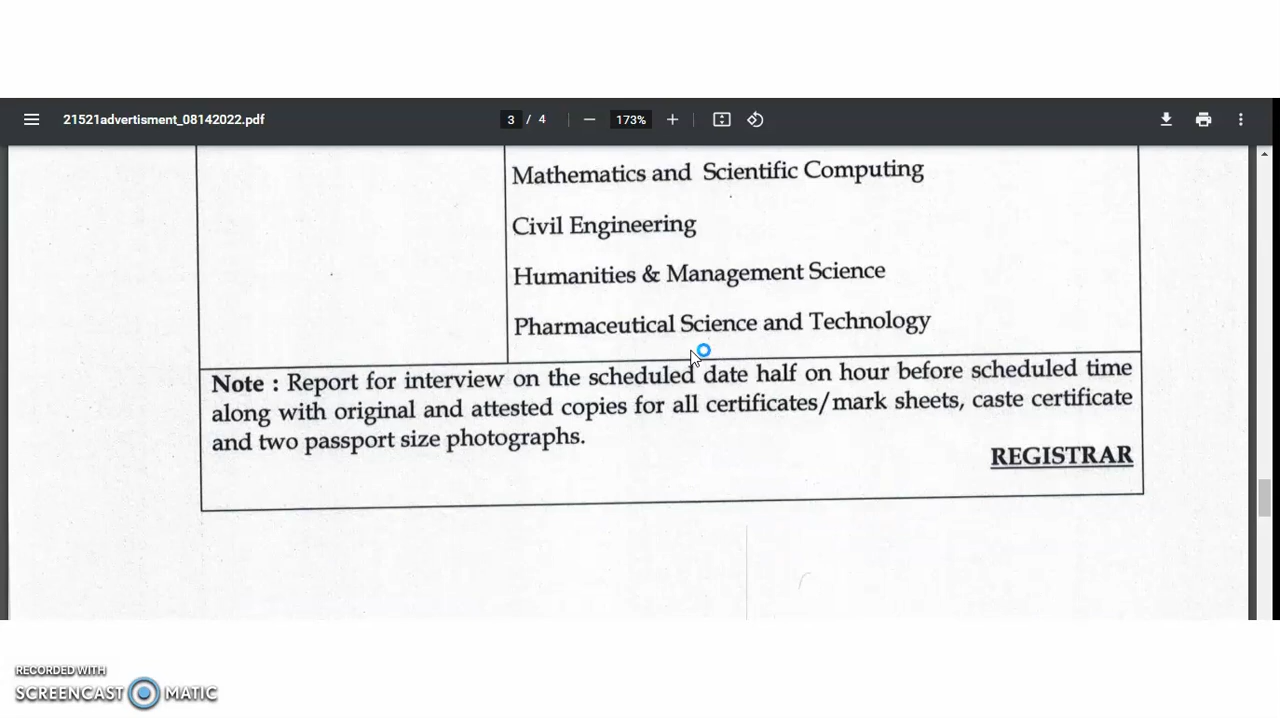 21521advertisment_08142022.pdf
3 / 4
173%
Mathematics and Scientific Computing
Civil Engineering
Humanities & Management Science
Pharmaceutical Science and Technology
Note : Report for interview on the scheduled date half on hour before scheduled time
along with original and attested copies for all certificates/mark sheets, caste certificate
and two passport size photographs.
REGISTRAR
RECORDED WITH
SCREENCAST MATIC